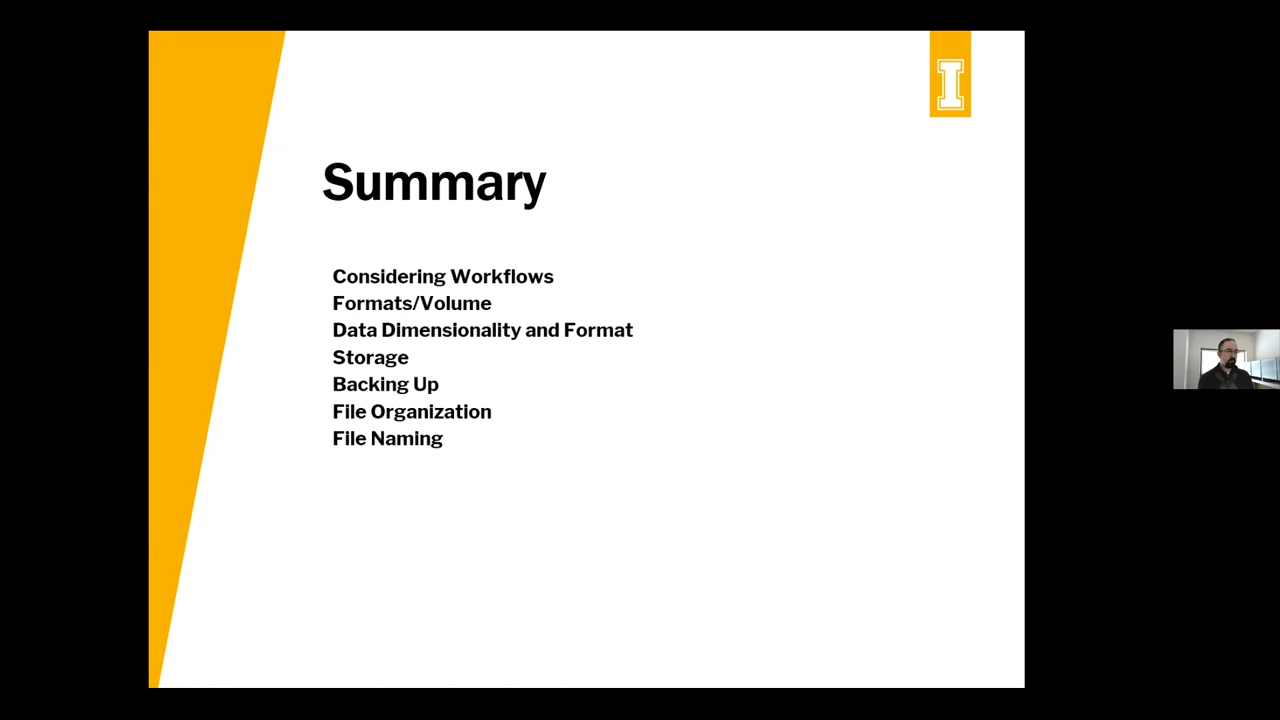 I
Summary
Considering Workflows
Formats/Volume
Data Dimensionality and Format
Storage
Backing Up
File Organization
File Naming